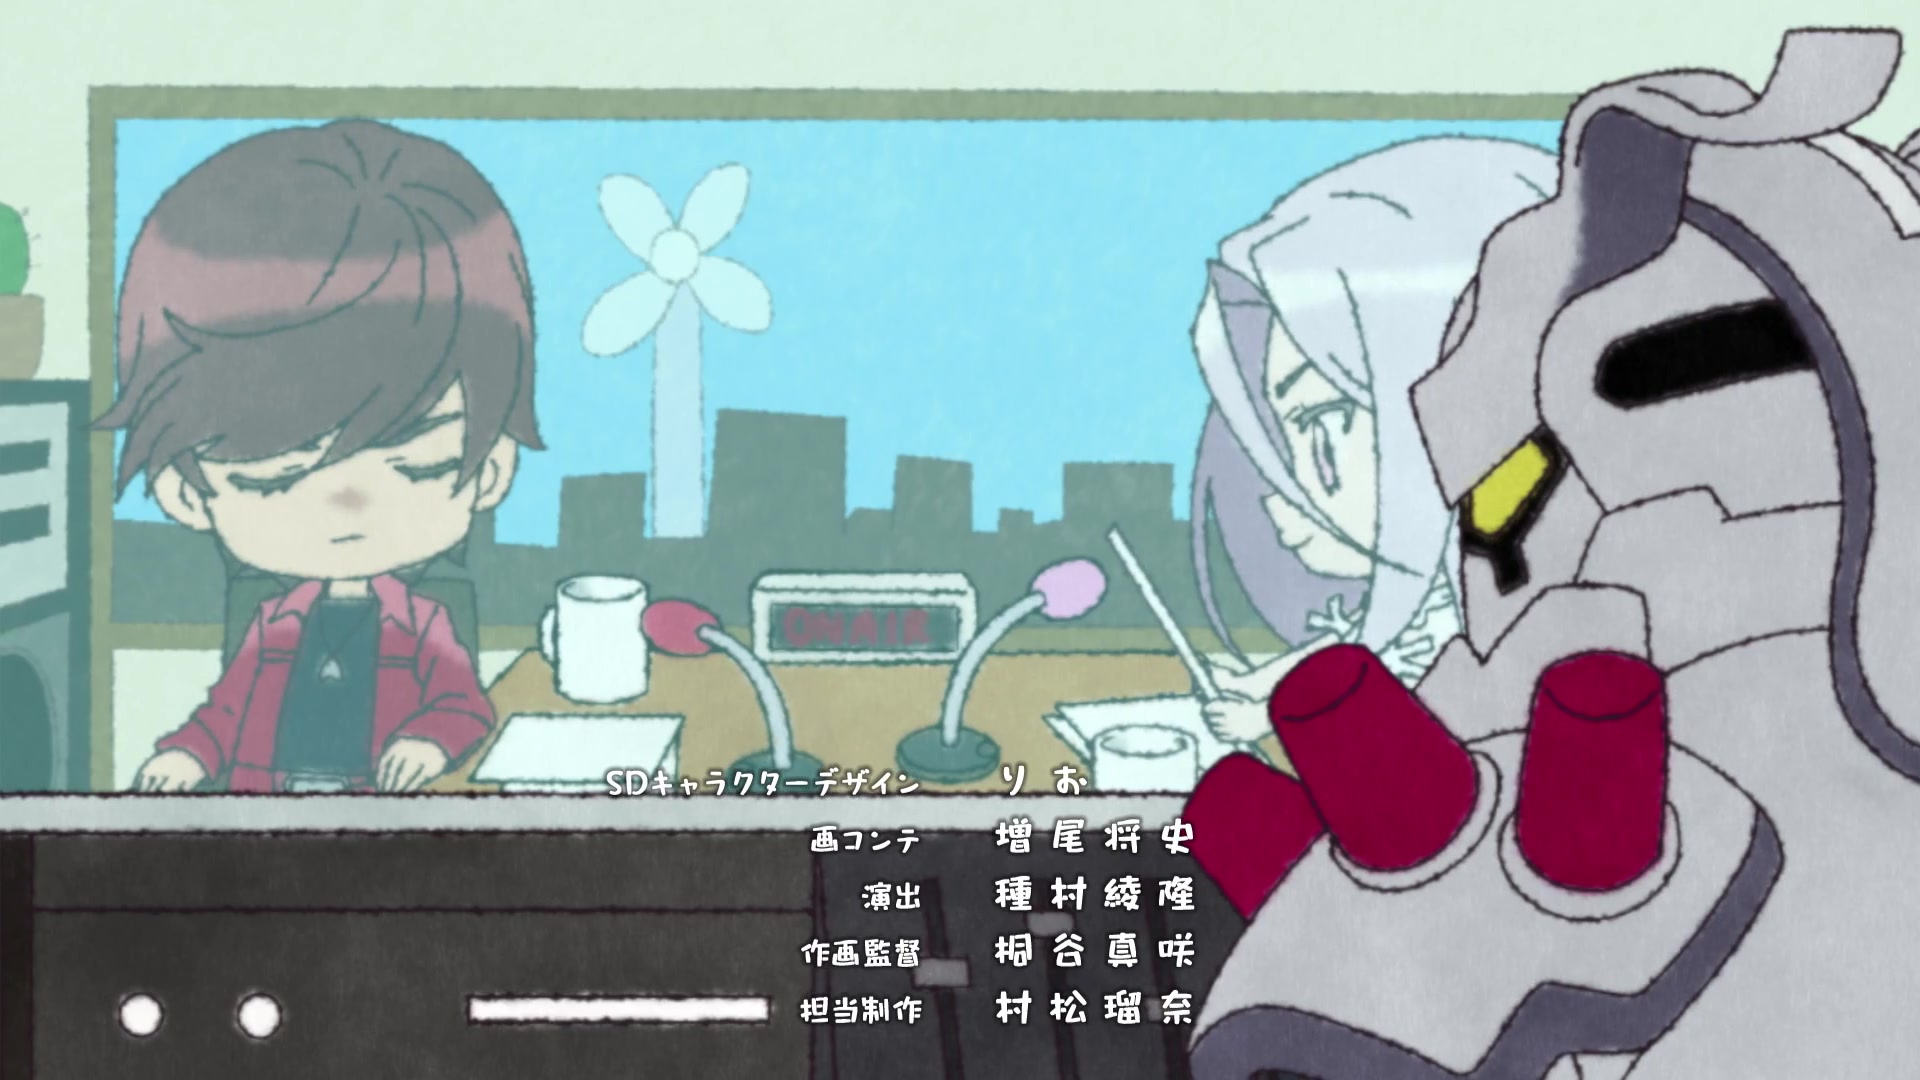 ON AIR
SDキャラクターデザイン　りお
画コンテ　増尾将史
演出　種村綾隆
作画監督　桐谷真咲
担当制作　村松瑠奈